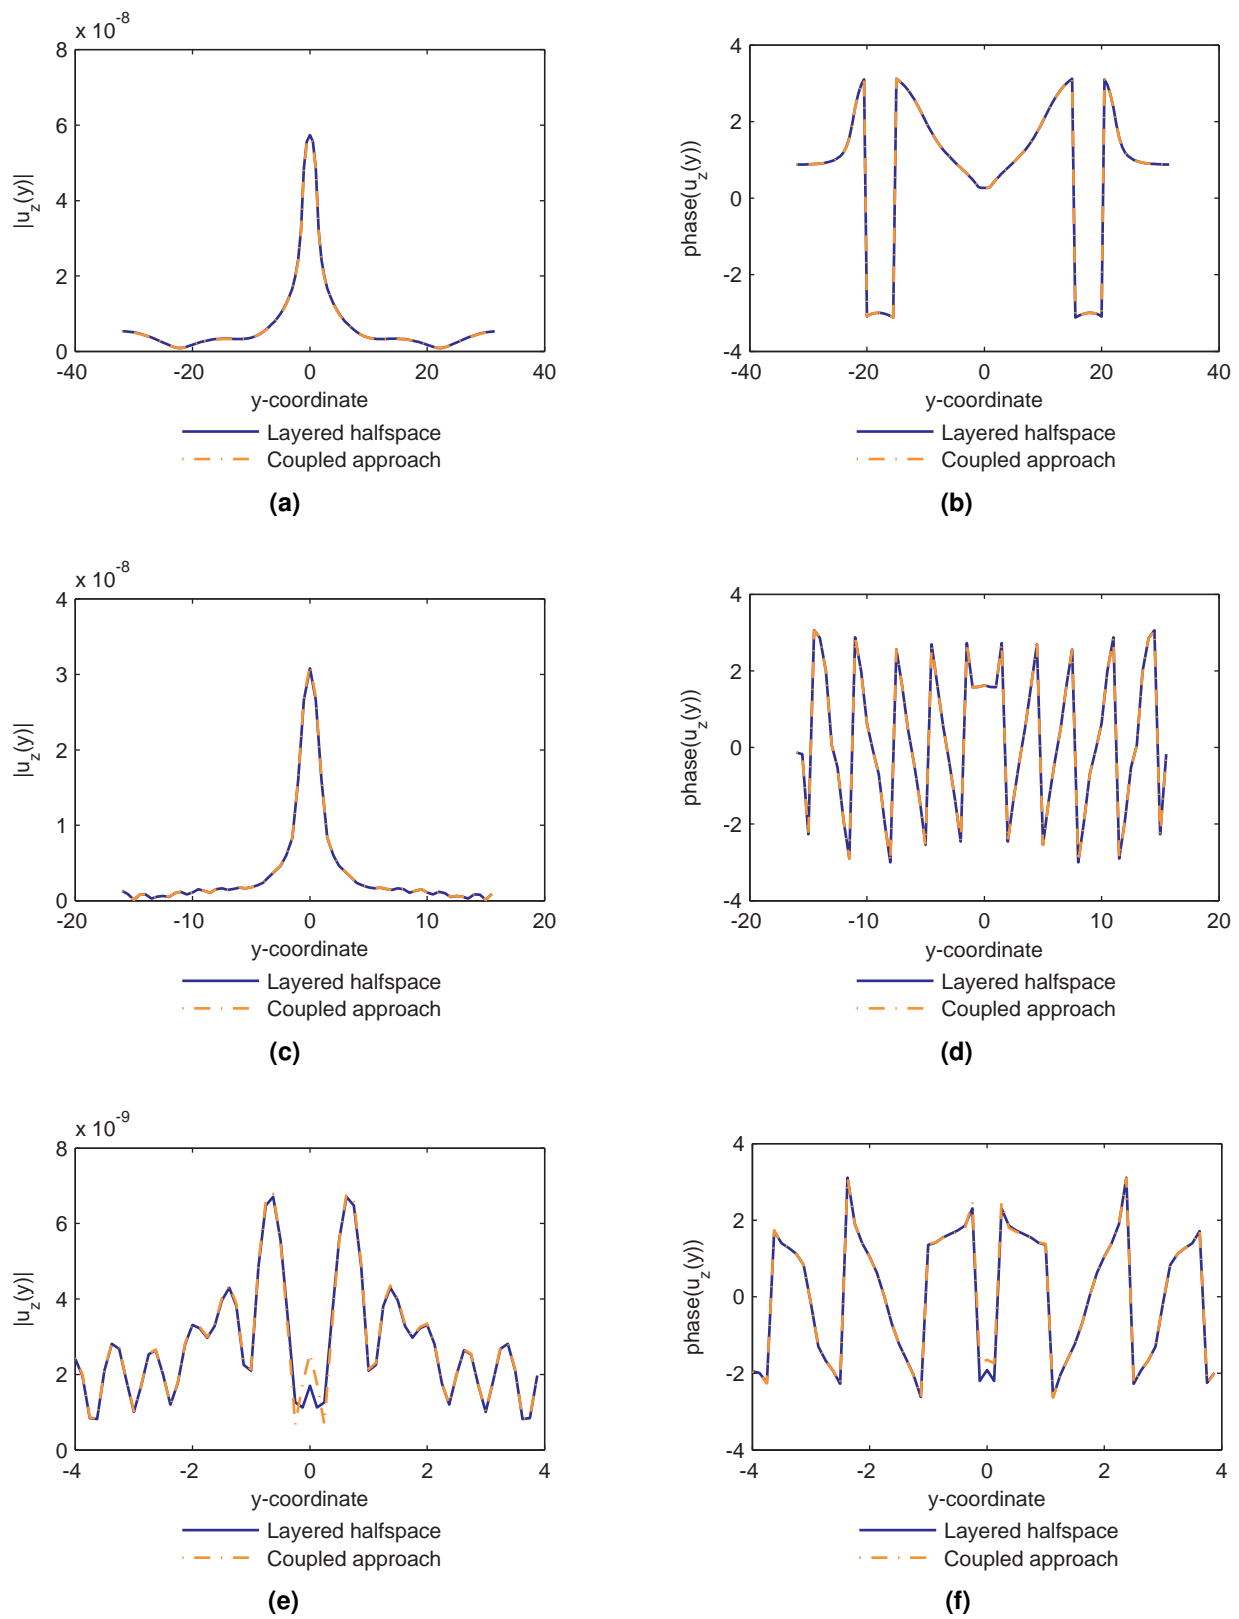 x 10-8
8
6
4
2
0
-40 -20 0 20 40
|uz(y)|
y-coordinate
Layered halfspace
Coupled approach
(a)
4
2
0
-2
-4
-40 -20 0 20 40
phase(uz(y))
y-coordinate
Layered halfspace
Coupled approach
(b)
x 10-8
4
3
2
1
0
-20 -10 0 10 20
|uz(y)|
y-coordinate
Layered halfspace
Coupled approach
(c)
4
2
0
-2
-4
-20 -10 0 10 20
phase(uz(y))
y-coordinate
Layered halfspace
Coupled approach
(d)
x 10-9
8
6
4
2
0
-4 -2 0 2 4
|uz(y)|
y-coordinate
Layered halfspace
Coupled approach
(e)
4
2
0
-2
-4
-4 -2 0 2 4
phase(uz(y))
y-coordinate
Layered halfspace
Coupled approach
(f)